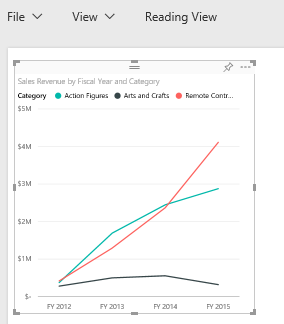 File View Reading View
Sales Revenue by Fiscal Year and Category
Category Action Figures Arts and Crafts Remote Contr...
$5M
$4M
$3M
$2M
$1M
$-
FY 2012 FY 2013 FY 2014 FY 2015